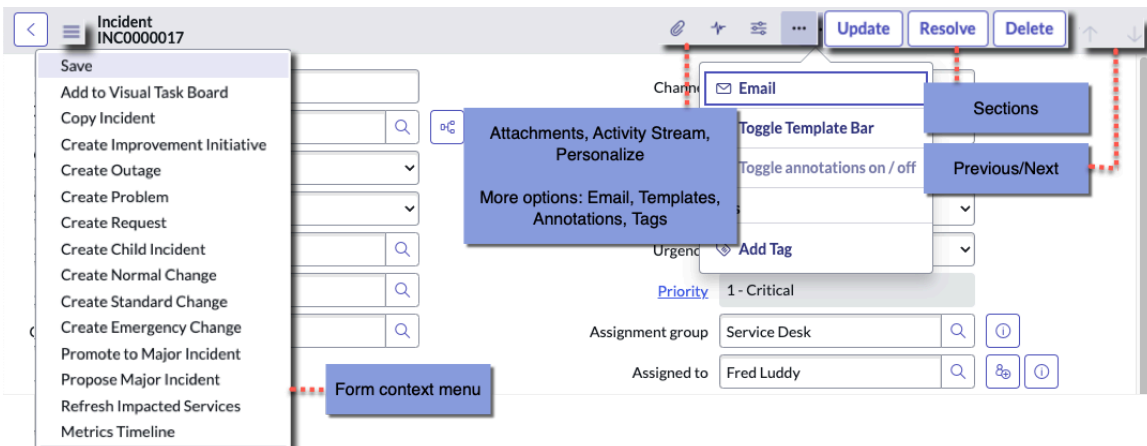 Incident
INC0000017
Update
Resolve
Delete
Save
Add to Visual Task Board
Copy Incident
Create Improvement Initiative
Create Outage
Create Problem
Create Request
Create Child Incident
Create Normal Change
Create Standard Change
Create Emergency Change
Promote to Major Incident
Propose Major Incident
Refresh Impacted Services
Metrics Timeline
Form context menu
Attachments, Activity Stream,
Personalize
More options: Email, Templates,
Annotations, Tags
Email
Toggle Template Bar
Toggle annotations on / off
Add Tag
Sections
Previous/Next
Priority
1 - Critical
Assignment group
Service Desk
Assigned to
Fred Luddy